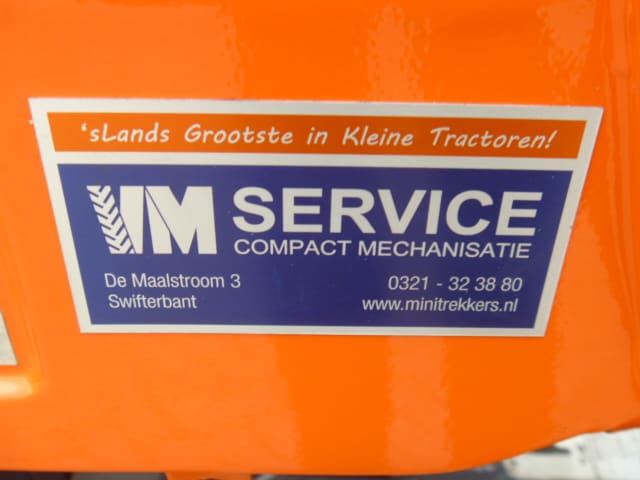 'sLands Grootste in Kleine Tractoren!
VM SERVICE
COMPACT MECHANISATIE
De Maalstroom 3
Swifterbant
0321 - 32 38 80
www.minitrekkers.nl